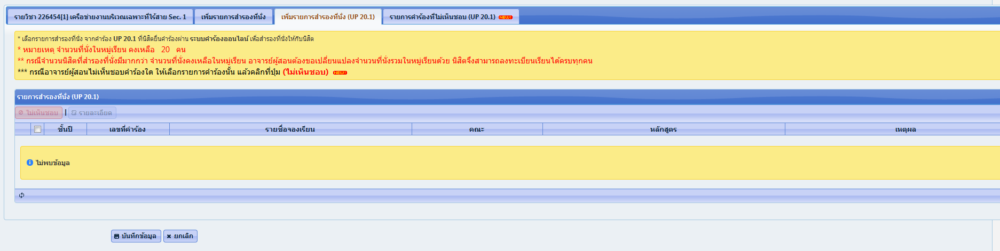 รายวิชา 226454[1] เครือข่ายงานบริเวณเฉพาะที่ไร้สาย Sec. 1 เพิ่มรายการสำรองที่นั่ง เพิ่มรายการสำรองที่นั่ง (UP 20.1) รายการคำร้องที่ไม่เห็นชอบ (UP 20.1) NEW!
* เลือกรายการสำรองที่นั่ง จากคำร้อง UP 20.1 ที่นิสิตยื่นคำร้องผ่าน ระบบคำร้องออนไลน์ เพื่อสำรองที่นั่งให้กับนิสิต
* หมายเหตุ จำนวนที่นั่งในหมู่เรียน คงเหลือ 20 คน
** กรณีจำนวนนิสิตที่สำรองที่นั่งมีมากกว่า จำนวนที่นั่งคงเหลือในหมู่เรียน อาจารย์ผู้สอนต้องขอเปลี่ยนแปลงจำนวนที่นั่งรวมในหมู่เรียนด้วย นิสิตจึงสามารถลงทะเบียนเรียนได้ครบทุกคน
*** กรณีอาจารย์ผู้สอนไม่เห็นชอบคำร้องใด ให้เลือกรายการคำร้องนั้น แล้วคลิกที่ปุ่ม (ไม่เห็นชอบ) NEW!
รายการสำรองที่นั่ง (UP 20.1)
ไม่เห็นชอบ | รายละเอียด
ชั้นปี เลขที่คำร้อง รายชื่อจองเรียน คณะ หลักสูตร เหตุผล
ไม่พบข้อมูล
บันทึกข้อมูล ยกเลิก